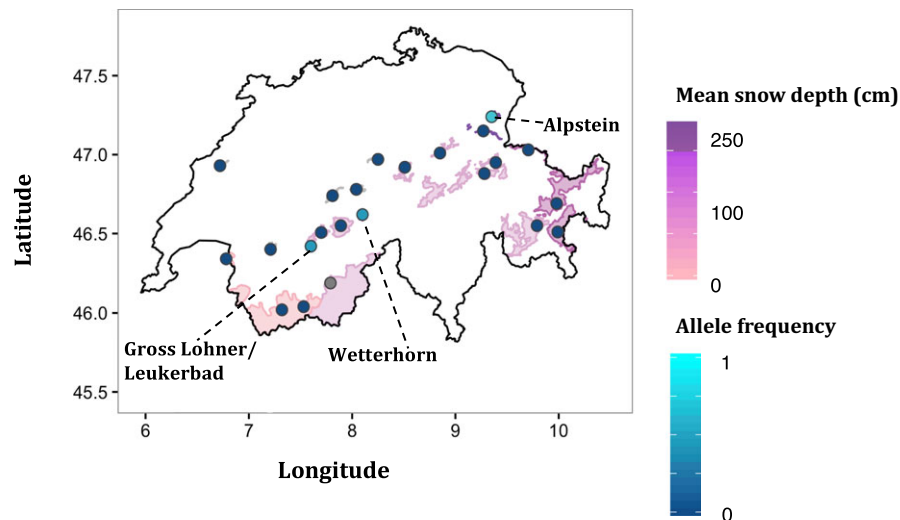 47.5
47.0
46.5
46.0
45.5
Latitude
6
7
8
9
10
Longitude
Alpstein
Gross Lohner/
Leukerbad
Wetterhorn
Mean snow depth (cm)
250
100
0
Allele frequency
1
0